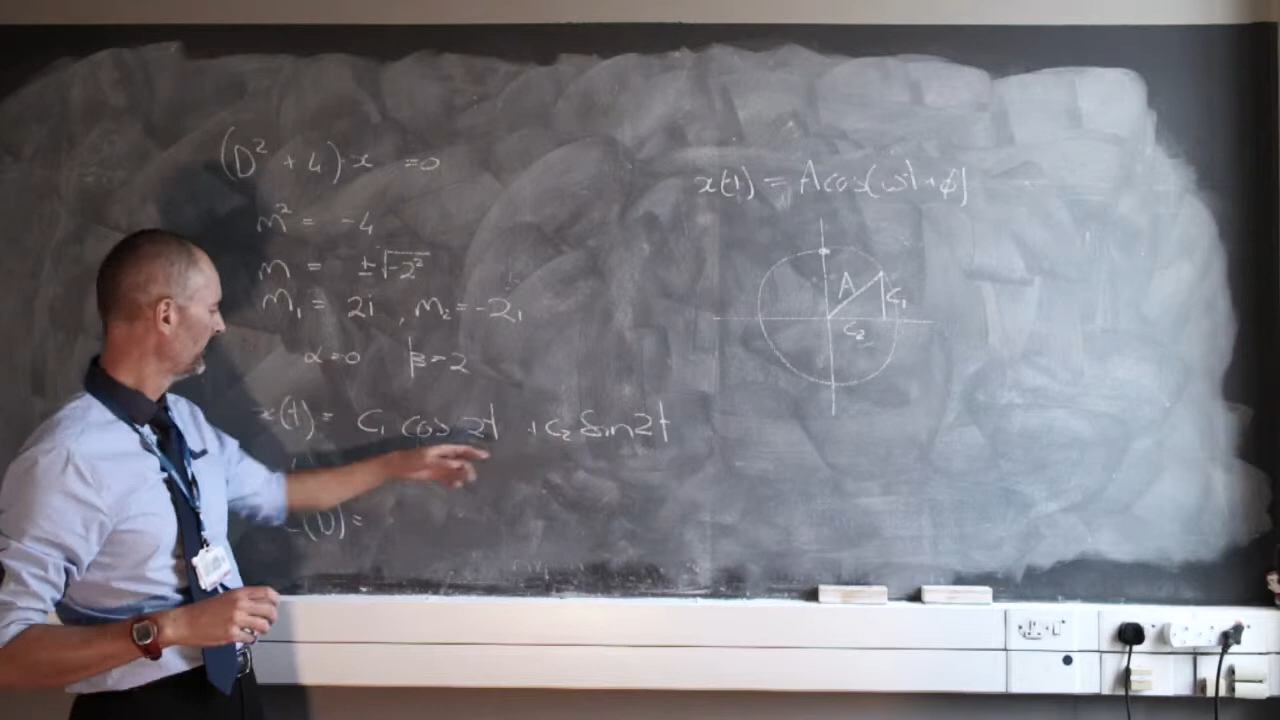 (D² + 4)·x = 0
m² = -4
m = ±√-2²
m₁ = 2i , m₂ = -2i
α = 0 β = 2
x(t) = C₁ cos 2t + C₂ Sin 2t
x(t) = A cos(ωt + φ)
A
C₁
C₂